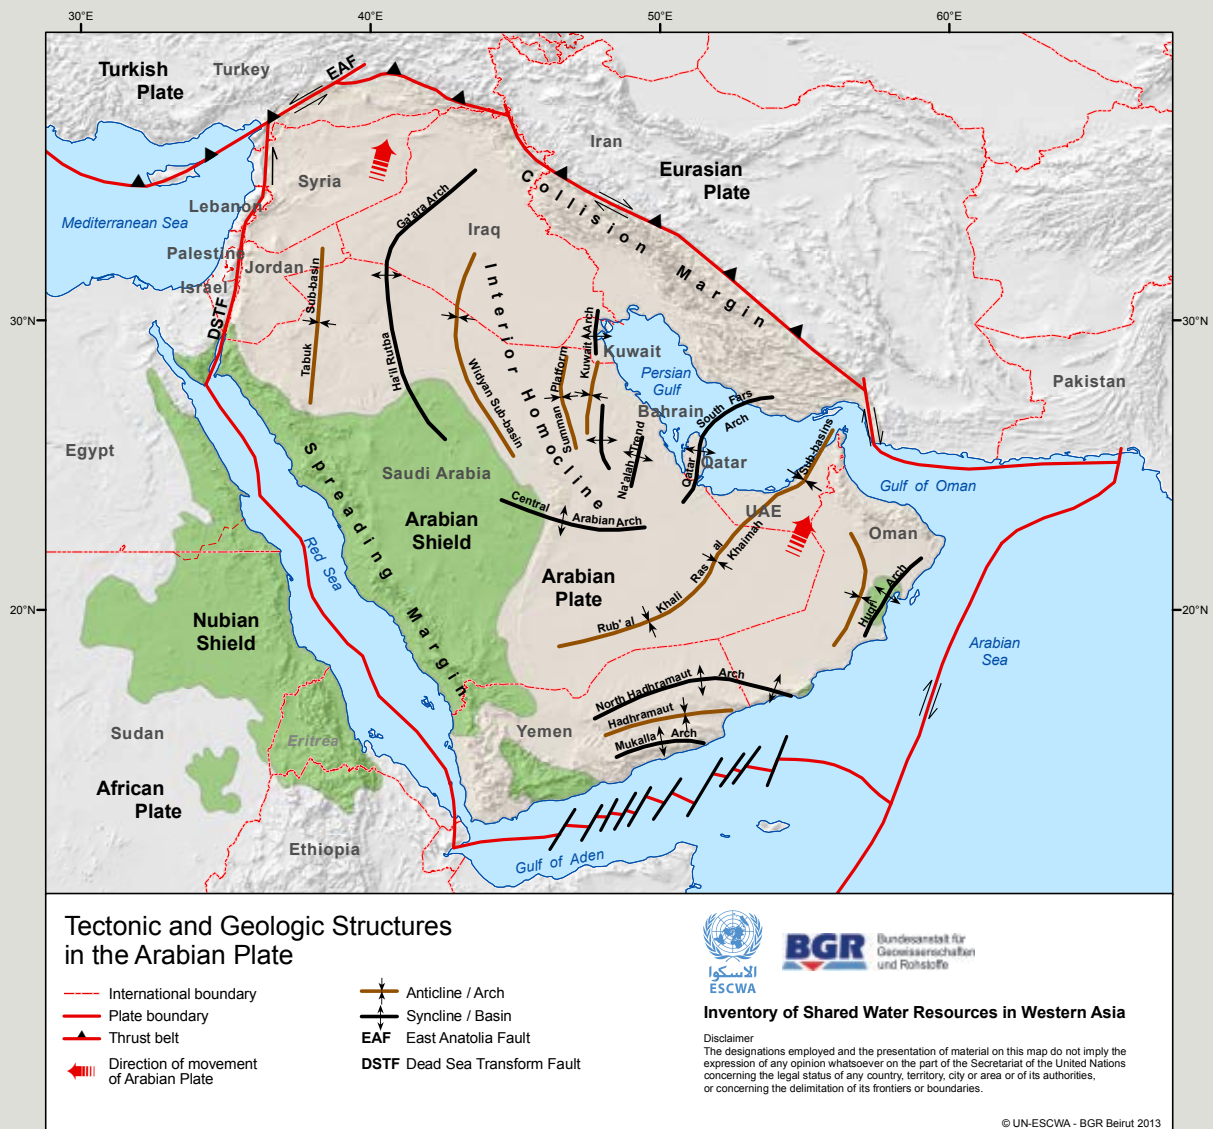 30°E
40°E
50°E
60°E
Turkish
Plate
Turkey
EAF
Iran
Eurasian
Plate
Collision Margin
Syria
Ga'ara Arch
Lebanon
Mediterranean Sea
Iraq
Palestine
Jordan
Israel
DSTF
30°N
30°N
Tabuk Sub-basin
Ha'il Rutba
Widyan Sub-basin
Interior Homocline
Summan Platform
Kuwait Arch
Kuwait
Persian
Gulf
Bahrain
South Fars
Arch
Pakistan
Egypt
Saudi Arabia
Na'alah Trend
Qatar
Qatar
Sub-basins
Gulf of Oman
Spreading Margin
Central Arabian Arch
Arabian
Shield
UAE
Oman
Red Sea
Arabian
Plate
Ras al Khaimah
Rub' al Khali
Huqf Arch
20°N
20°N
Nubian
Shield
Arabian
Sea
North Hadhramaut Arch
Hadhramaut
Mukalla Arch
Yemen
Sudan
Eritrea
African
Plate
Ethiopia
Gulf of Aden
Tectonic and Geologic Structures
in the Arabian Plate
International boundary
Plate boundary
Thrust belt
Direction of movement
of Arabian Plate
Anticline / Arch
Syncline / Basin
EAF East Anatolia Fault
DSTF Dead Sea Transform Fault
الاسكوا
ESCWA
BGR
Bundesanstalt für
Geowissenschaften
und Rohstoffe
Inventory of Shared Water Resources in Western Asia
Disclaimer
The designations employed and the presentation of material on this map do not imply the
expression of any opinion whatsoever on the part of the Secretariat of the United Nations
concerning the legal status of any country, territory, city or area or of its authorities,
or concerning the delimitation of its frontiers or boundaries.
© UN-ESCWA - BGR Beirut 2013